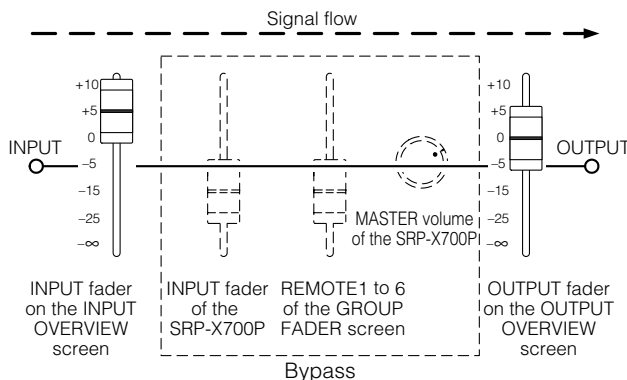 Signal flow
+10
+5
0
−5
−15
−25
−∞
INPUT
+10
+5
0
−5
−15
−25
−∞
OUTPUT
MASTER volume
of the SRP-X700P
INPUT fader
on the INPUT
OVERVIEW
screen
INPUT fader
of the
SRP-X700P
REMOTE1 to 6
of the GROUP
FADER screen
OUTPUT fader
on the OUTPUT
OVERVIEW
screen
Bypass